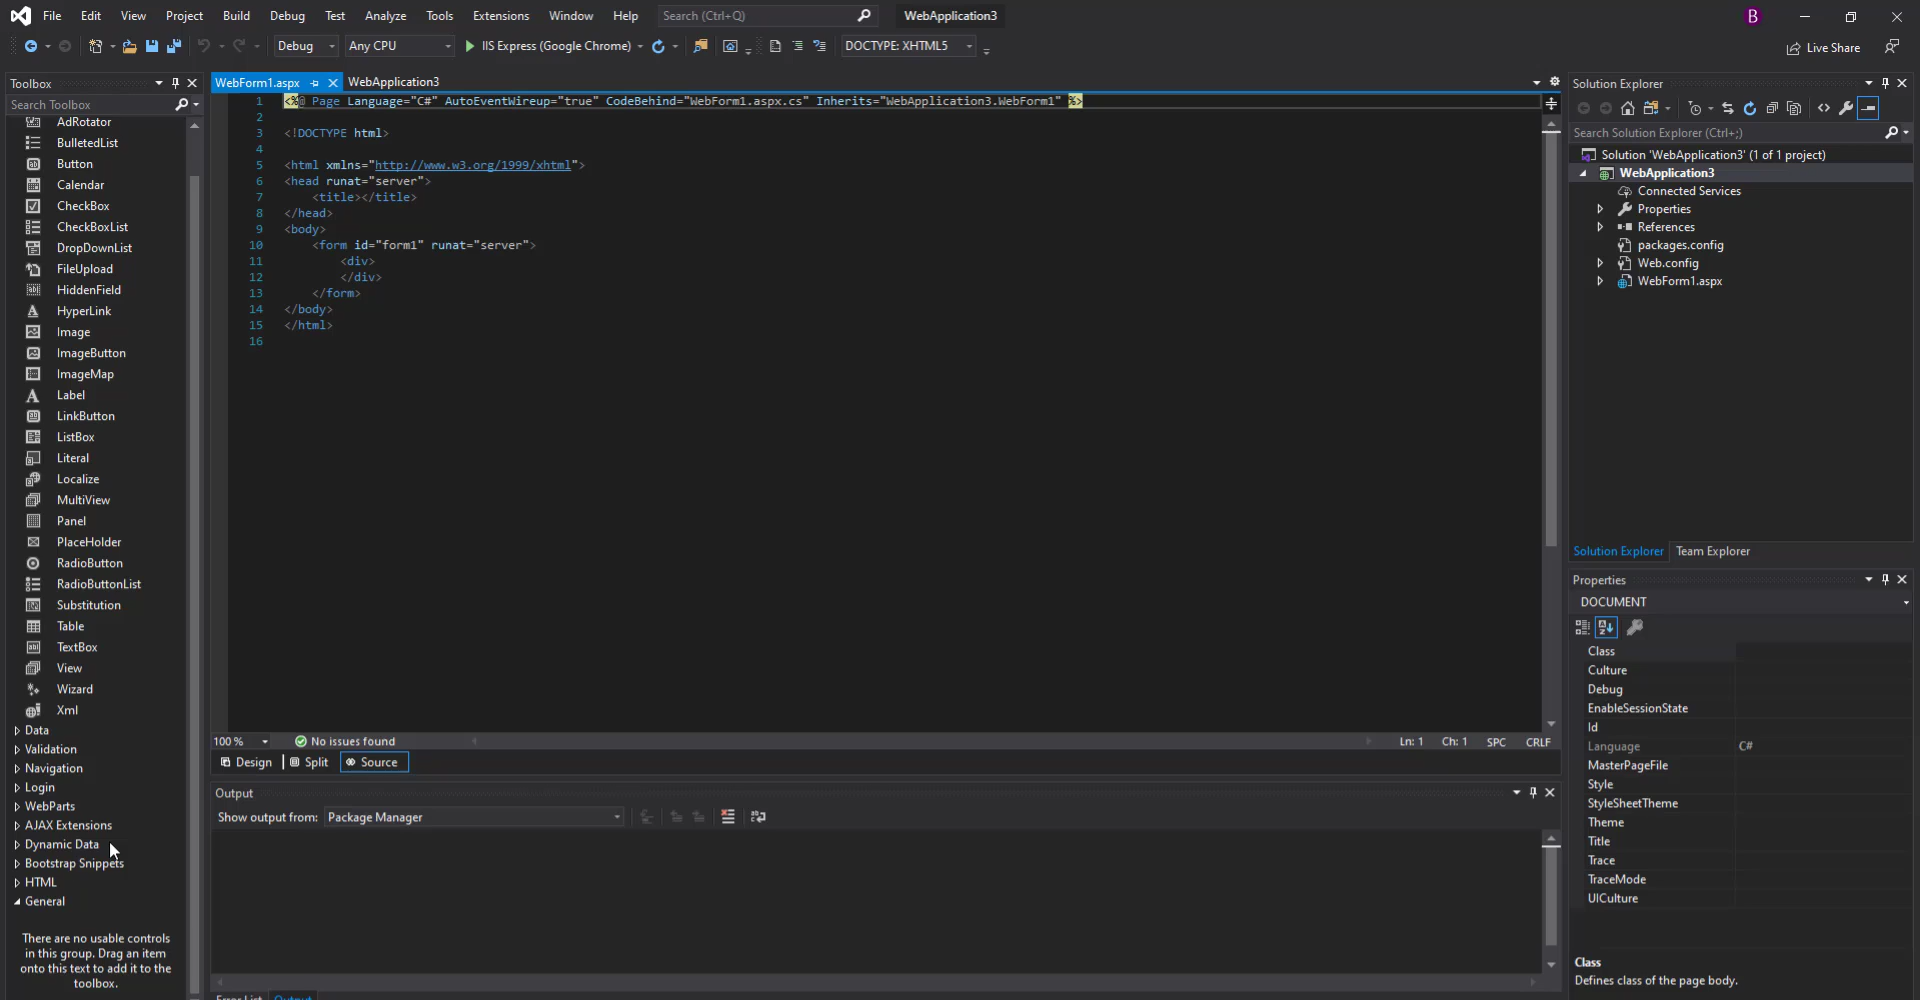 File Edit View Project Build Debug Test Analyze Tools Extensions Window Help Search (Ctrl+Q) WebApplication3 B
Debug Any CPU IIS Express (Google Chrome) DOCTYPE: XHTML5 Live Share
Toolbox
Search Toolbox
AdRotator
BulletedList
Button
Calendar
CheckBox
CheckBoxList
DropDownList
FileUpload
HiddenField
HyperLink
Image
ImageButton
ImageMap
Label
LinkButton
ListBox
Literal
Localize
MultiView
Panel
PlaceHolder
RadioButton
RadioButtonList
Substitution
Table
TextBox
View
Wizard
Xml
Data
Validation
Navigation
Login
WebParts
AJAX Extensions
Dynamic Data
Bootstrap Snippets
HTML
General
There are no usable controls
in this group. Drag an item
onto this text to add it to the
toolbox.
WebForm1.aspx WebApplication3
1 <%@ Page Language="C#" AutoEventWireup="true" CodeBehind="WebForm1.aspx.cs" Inherits="WebApplication3.WebForm1" %>
2
3 <!DOCTYPE html>
4
5 <html xmlns="http://www.w3.org/1999/xhtml">
6 <head runat="server">
7 <title></title>
8 </head>
9 <body>
10 <form id="form1" runat="server">
11 <div>
12 </div>
13 </form>
14 </body>
15 </html>
16
100 % No issues found Ln: 1 Ch: 1 SPC CRLF
Design Split Source
Output
Show output from: Package Manager
Error List Output
Solution Explorer
Search Solution Explorer (Ctrl+;)
Solution 'WebApplication3' (1 of 1 project)
WebApplication3
Connected Services
Properties
References
packages.config
Web.config
WebForm1.aspx
Solution Explorer Team Explorer
Properties
DOCUMENT
Class
Culture
Debug
EnableSessionState
Id
Language C#
MasterPageFile
Style
StyleSheetTheme
Theme
Title
Trace
TraceMode
UICulture
Class
Defines class of the page body.